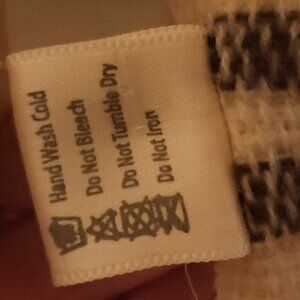 Hand Wash Cold
Do Not Bleach
Do Not Tumble Dry
Do Not Iron